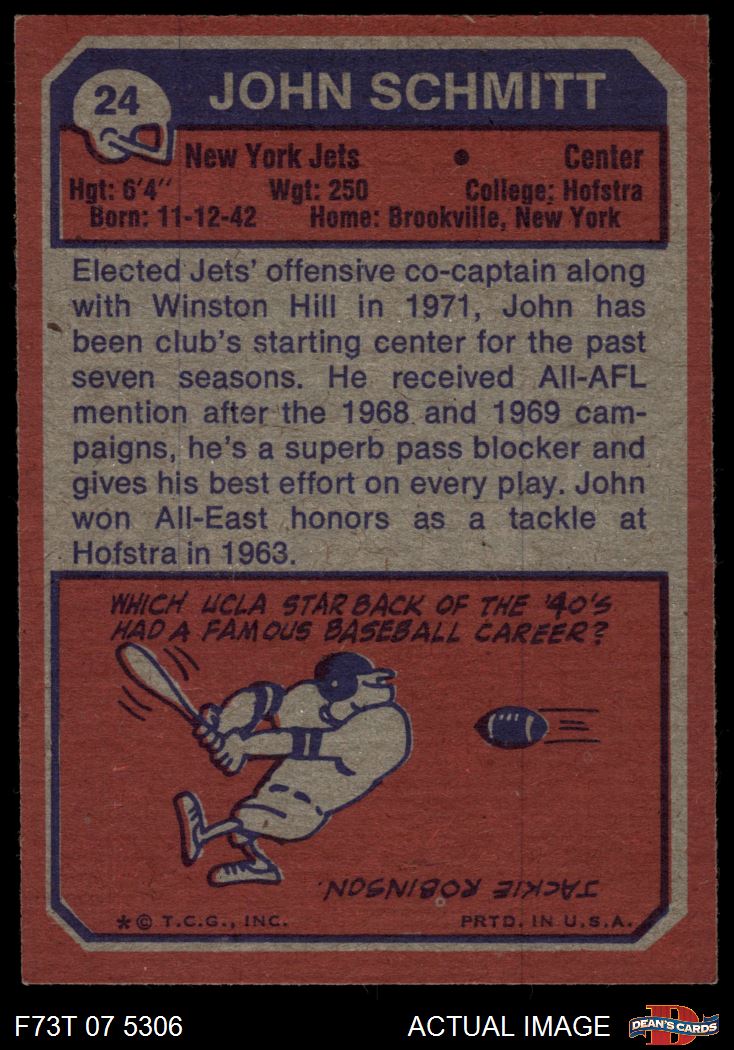 24
JOHN SCHMITT
New York Jets • Center
Hgt: 6'4" Wgt: 250 College: Hofstra
Born: 11-12-42 Home: Brookville, New York
Elected Jets' offensive co-captain along
with Winston Hill in 1971, John has
been club's starting center for the past
seven seasons. He received All-AFL
mention after the 1968 and 1969 cam-
paigns, he's a superb pass blocker and
gives his best effort on every play. John
won All-East honors as a tackle at
Hofstra in 1963.
WHICH UCLA STAR BACK OF THE '40'S
HAD A FAMOUS BASEBALL CAREER?
JACKIE ROBINSON.
*© T.C.G., INC. PRTD. IN U.S.A.
F73T 07 5306 ACTUAL IMAGE
D
DEAN'S CARDS